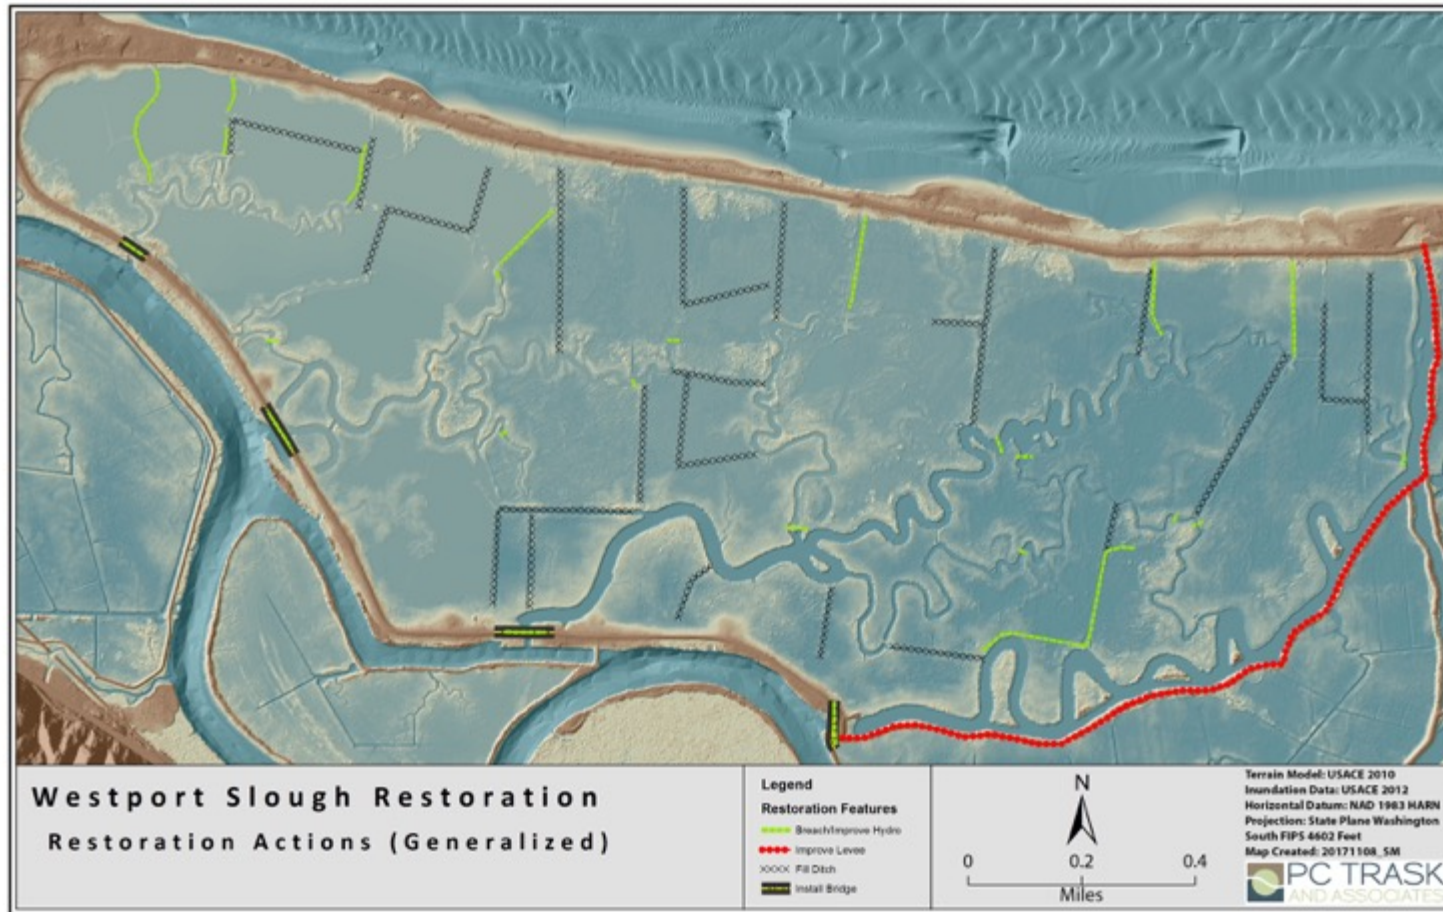 Westport Slough Restoration
Restoration Actions (Generalized)
Legend
Restoration Features
Breach/Improve Hydro
Improve Levee
Fill Ditch
Install Bridge
N
0 0.2 0.4
Miles
Terrain Model: USACE 2010
Inundation Data: USACE 2012
Horizontal Datum: NAD 1983 HARN
Projection: State Plane Washington
South FIPS 4602 Feet
Map Created: 20171108_SM
PC TRASK
AND ASSOCIATES